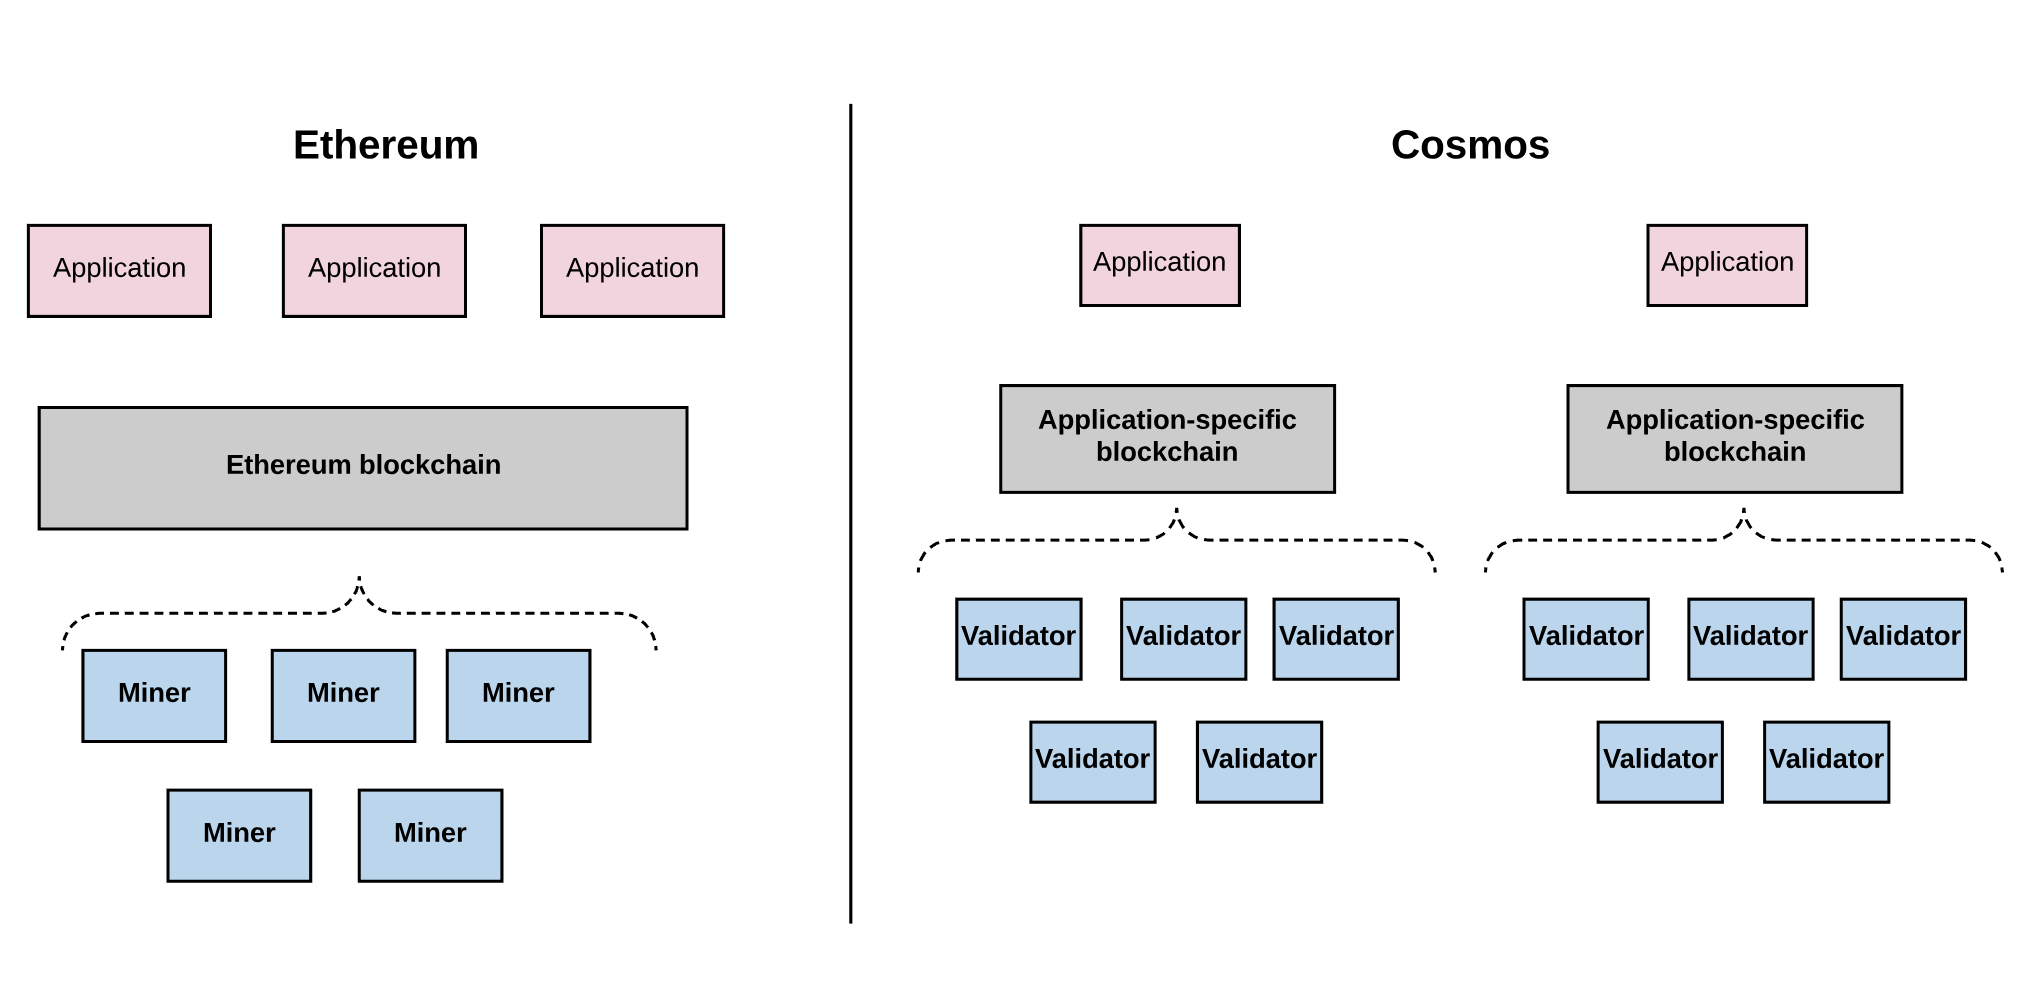 Ethereum
Cosmos
Application
Application
Application
Application
Application
Ethereum blockchain
Application-specific
blockchain
Application-specific
blockchain
Miner
Miner
Miner
Miner
Miner
Validator
Validator
Validator
Validator
Validator
Validator
Validator
Validator
Validator
Validator